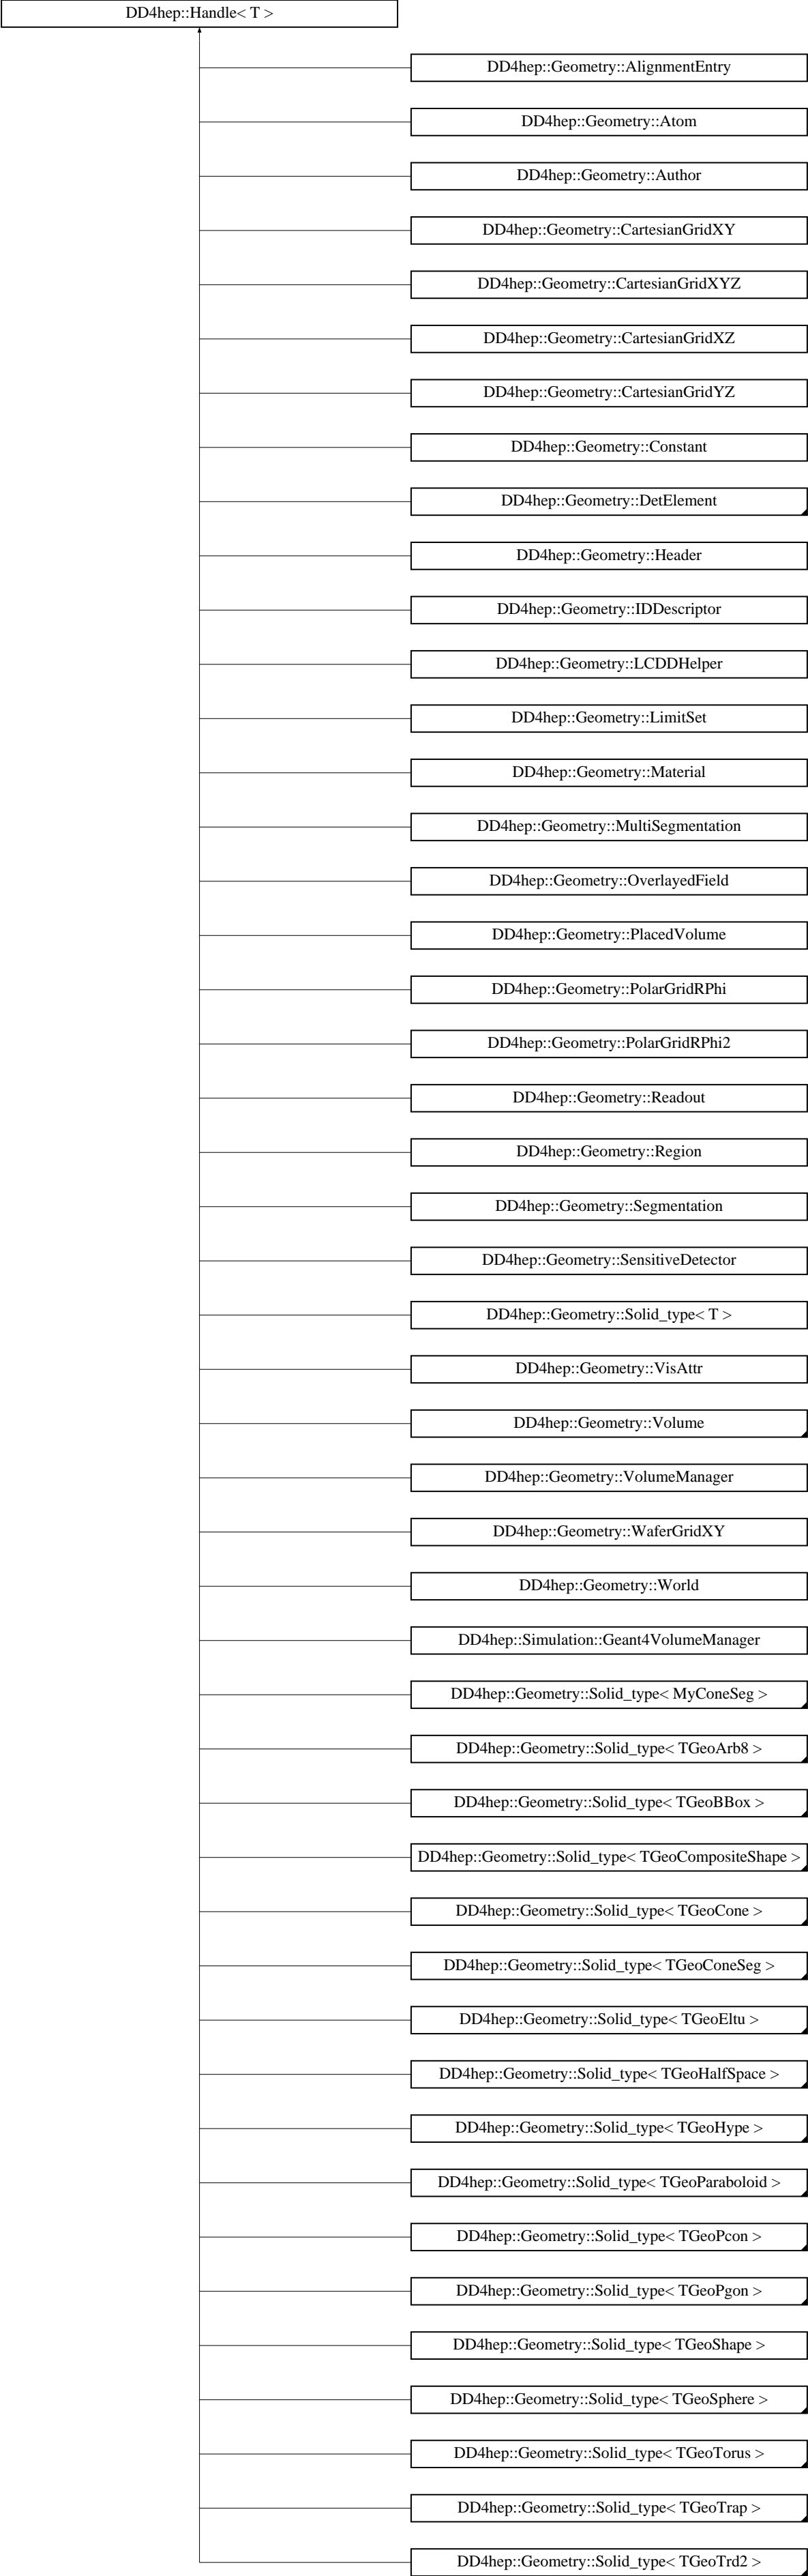 DD4hep::Handle< T >
DD4hep::Geometry::AlignmentEntry
DD4hep::Geometry::Atom
DD4hep::Geometry::Author
DD4hep::Geometry::CartesianGridXY
DD4hep::Geometry::CartesianGridXYZ
DD4hep::Geometry::CartesianGridXZ
DD4hep::Geometry::CartesianGridYZ
DD4hep::Geometry::Constant
DD4hep::Geometry::DetElement
DD4hep::Geometry::Header
DD4hep::Geometry::IDDescriptor
DD4hep::Geometry::LCDDHelper
DD4hep::Geometry::LimitSet
DD4hep::Geometry::Material
DD4hep::Geometry::MultiSegmentation
DD4hep::Geometry::OverlayedField
DD4hep::Geometry::PlacedVolume
DD4hep::Geometry::PolarGridRPhi
DD4hep::Geometry::PolarGridRPhi2
DD4hep::Geometry::Readout
DD4hep::Geometry::Region
DD4hep::Geometry::Segmentation
DD4hep::Geometry::SensitiveDetector
DD4hep::Geometry::Solid_type< T >
DD4hep::Geometry::VisAttr
DD4hep::Geometry::Volume
DD4hep::Geometry::VolumeManager
DD4hep::Geometry::WaferGridXY
DD4hep::Geometry::World
DD4hep::Simulation::Geant4VolumeManager
DD4hep::Geometry::Solid_type< MyConeSeg >
DD4hep::Geometry::Solid_type< TGeoArb8 >
DD4hep::Geometry::Solid_type< TGeoBBox >
DD4hep::Geometry::Solid_type< TGeoCompositeShape >
DD4hep::Geometry::Solid_type< TGeoCone >
DD4hep::Geometry::Solid_type< TGeoConeSeg >
DD4hep::Geometry::Solid_type< TGeoEltu >
DD4hep::Geometry::Solid_type< TGeoHalfSpace >
DD4hep::Geometry::Solid_type< TGeoHype >
DD4hep::Geometry::Solid_type< TGeoParaboloid >
DD4hep::Geometry::Solid_type< TGeoPcon >
DD4hep::Geometry::Solid_type< TGeoPgon >
DD4hep::Geometry::Solid_type< TGeoShape >
DD4hep::Geometry::Solid_type< TGeoSphere >
DD4hep::Geometry::Solid_type< TGeoTorus >
DD4hep::Geometry::Solid_type< TGeoTrap >
DD4hep::Geometry::Solid_type< TGeoTrd2 >